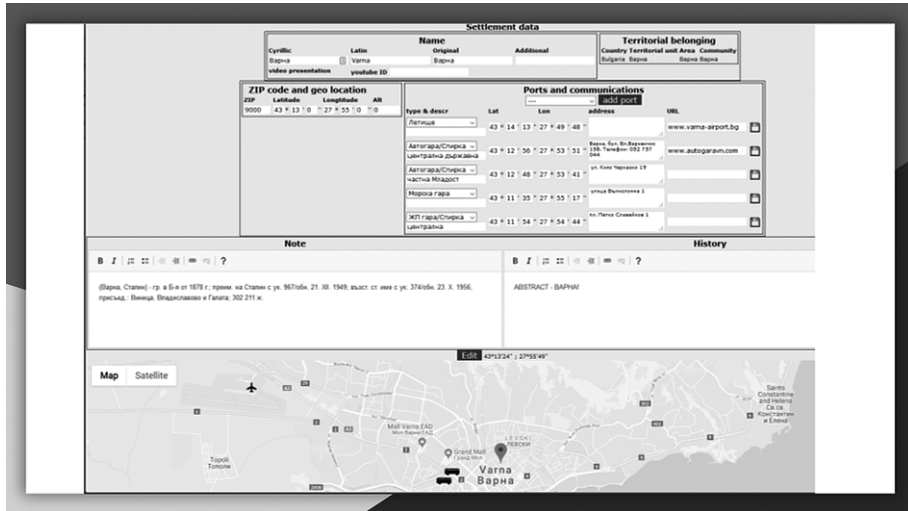 Settlement data
Name
Cyrillic Latin Original Additional
Варна Varna Варна
video presentation youtube ID
Territorial belonging
Country Territorial unit Area Community
Bulgaria Варна Варна Варна
ZIP code and geo location
ZIP Latitude Longtitude Alt
9000 43 ° 13 ' 0 " 27 ° 55 ' 0 " 0
Ports and communications
--- add port
type & descr Lat Lon address URL
Летище 43 ° 14 ' 13 " 27 ° 49 ' 48 " www.varna-airport.bg
Автогара/Спирка
централна държавна 43 ° 12 ' 56 " 27 ° 53 ' 51 " www.autogaravn.com
Автогара/Спирка
частна Младост 43 ° 12 ' 48 " 27 ° 53 ' 41 "
Морска гара 43 ° 11 ' 35 " 27 ° 55 ' 17 "
ЖП гара/Спирка
централна 43 ° 11 ' 54 " 27 ° 54 ' 44 " пл. Петко Славейков 1
Note History
B I ? B I ?
(Варна, Сталин) - гр. в Б-я от 1878 г.; преим. на Сталин с ук. 967/обн. 21. XII. 1949; възст. ст. име с ук. 374/обн. 23. X. 1956;
присъед.: Виница, Владиславово и Галата; 302 211 ж.
ABSTRACT - ВАРНА!
Edit 43°13'24" ; 27°55'49"
Map Satellite
Saints
Constantine
and Helena
Св.св.
Константин
и Елена
Mall Varna EAD
Мол Варна ЕАД
LEVSKI
ЛЕВСКИ
Grand Mall
Гранд Мол
Topoli
Тополи
Varna
Варна